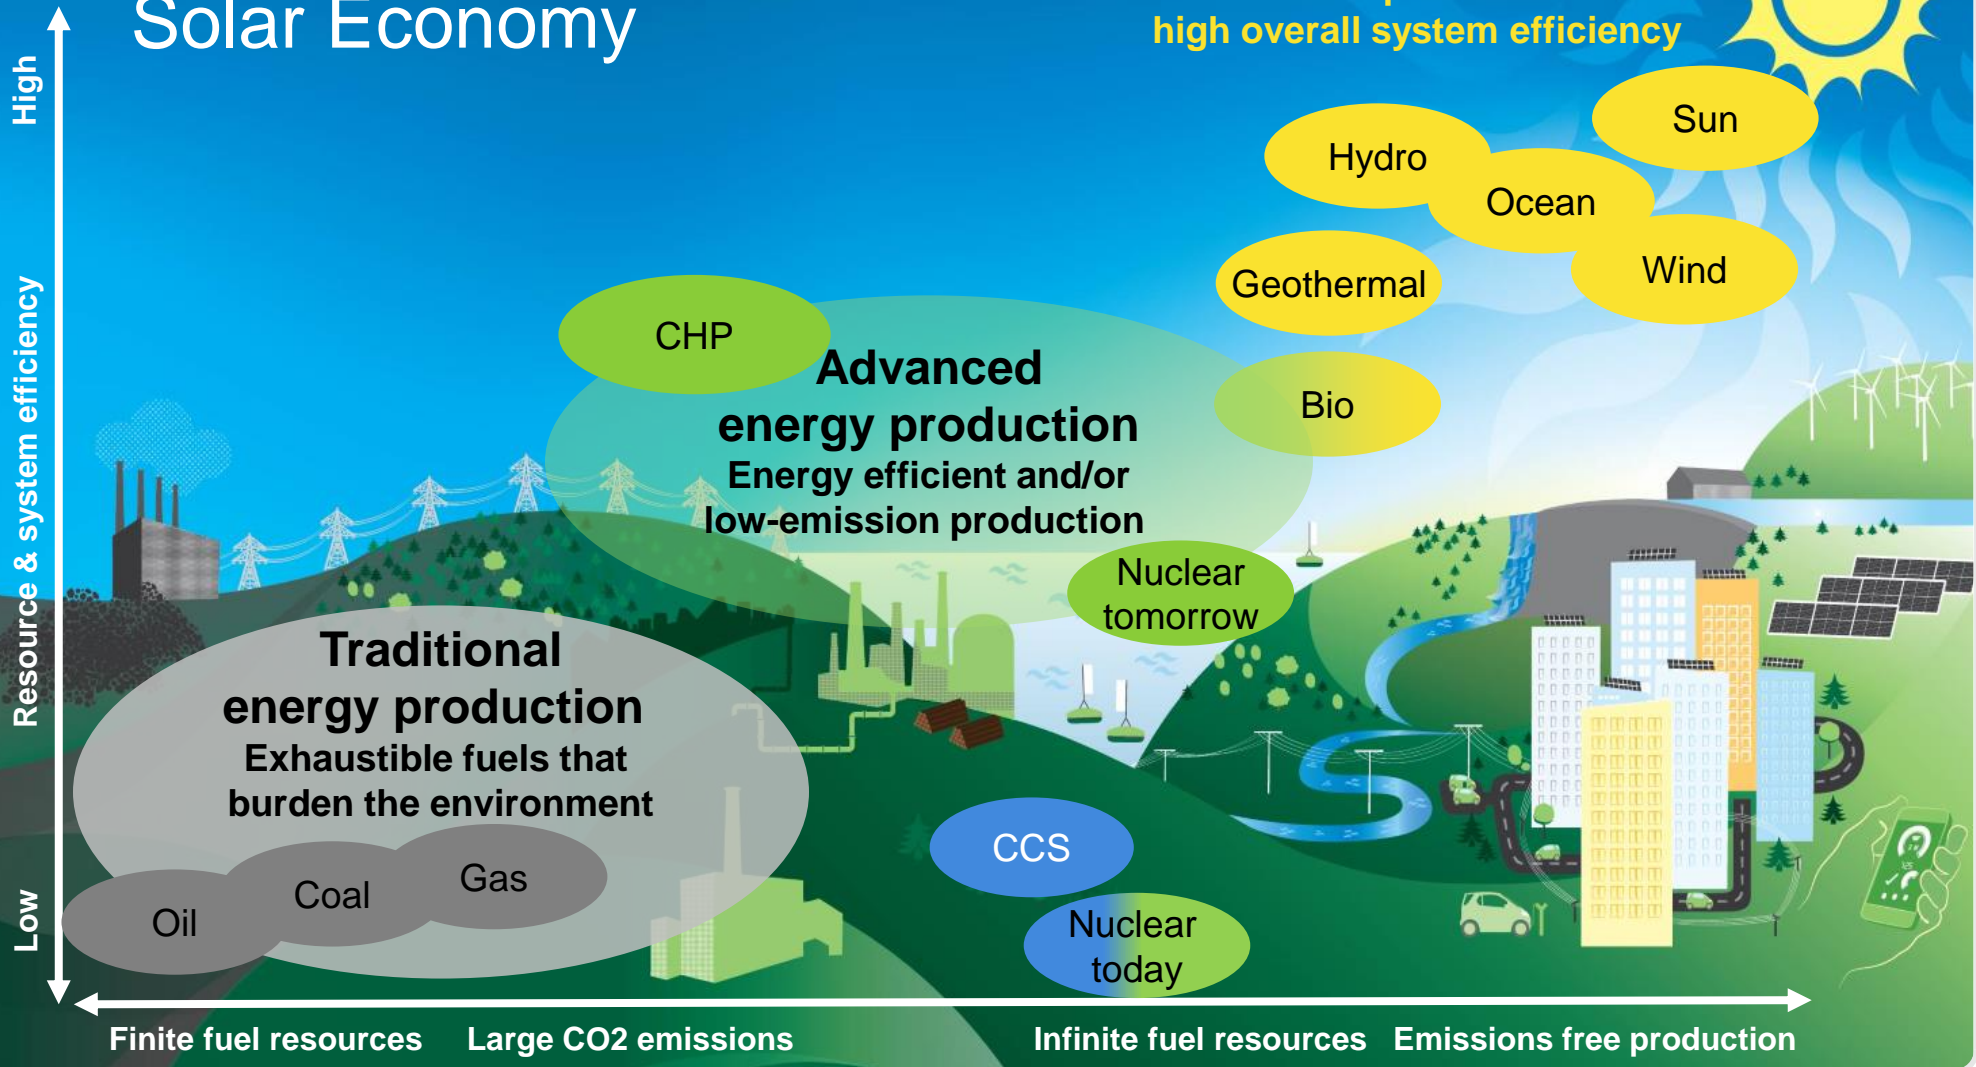 Solar Economy
high overall system efficiency
High
Resource & system efficiency
Low
Sun
Hydro
Ocean
Wind
Geothermal
CHP
Bio
Advanced
energy production
Energy efficient and/or
low-emission production
Nuclear
tomorrow
Traditional
energy production
Exhaustible fuels that
burden the environment
Oil
Coal
Gas
CCS
Nuclear
today
Finite fuel resources
Large CO2 emissions
Infinite fuel resources
Emissions free production